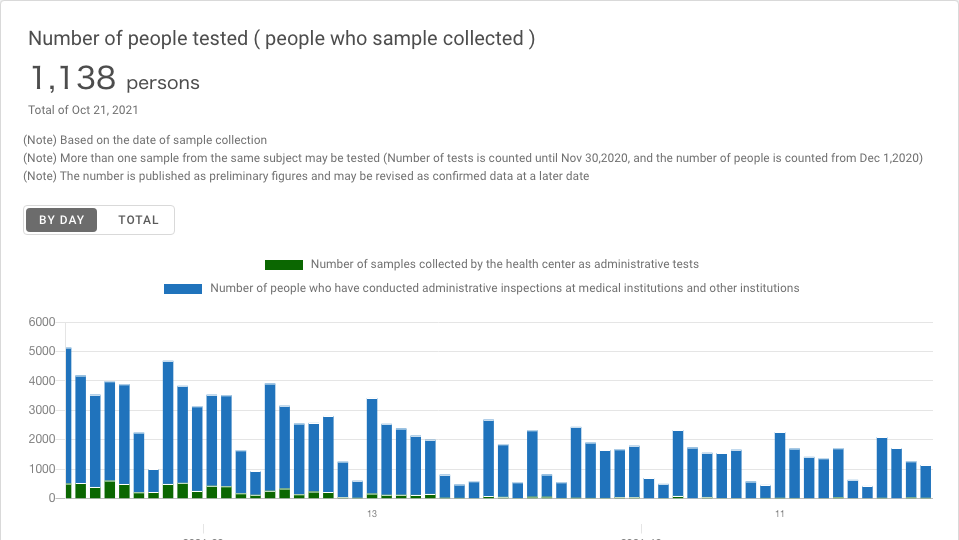 Number of people tested ( people who sample collected )
1,138 persons
Total of Oct 21, 2021
(Note) Based on the date of sample collection
(Note) More than one sample from the same subject may be tested (Number of tests is counted until Nov 30,2020, and the number of people is counted from Dec 1,2020)
(Note) The number is published as preliminary figures and may be revised as confirmed data at a later date
BY DAY TOTAL
Number of samples collected by the health center as administrative tests
Number of people who have conducted administrative inspections at medical institutions and other institutions
6000
5000
4000
3000
2000
1000
0
13 11